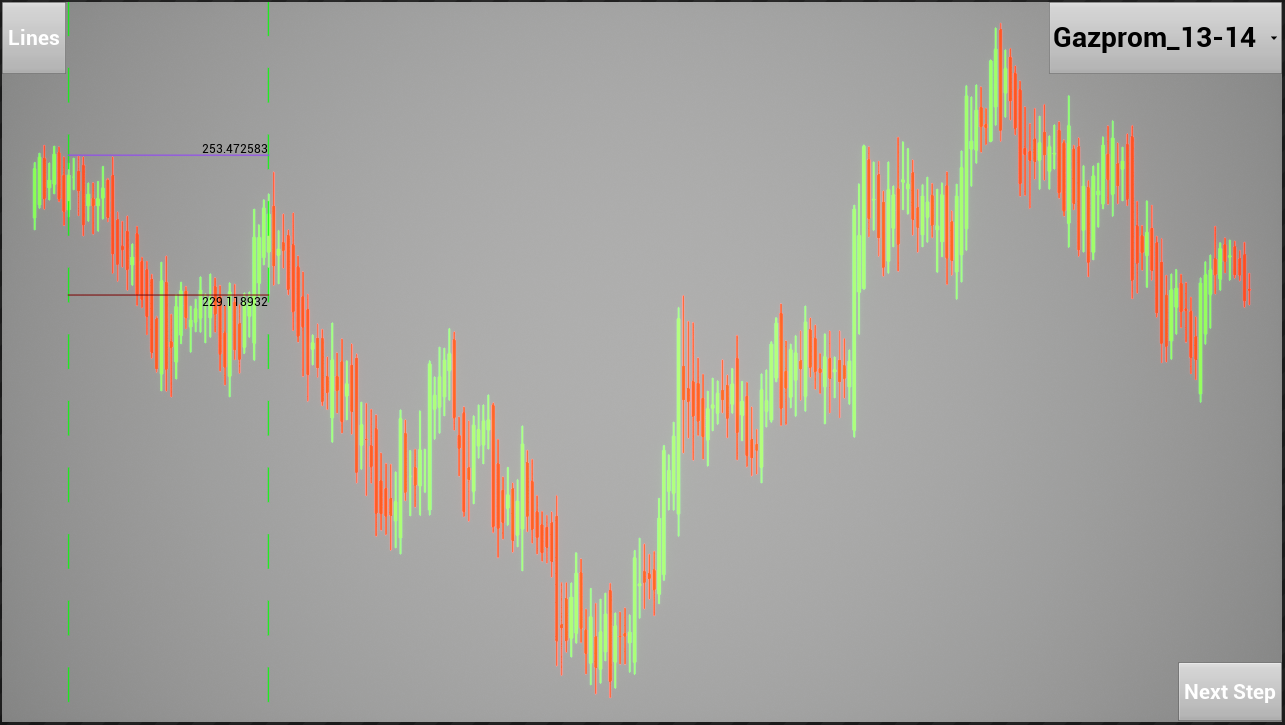 Lines
Gazprom_13-14
253.472583
229.118932
Next Step